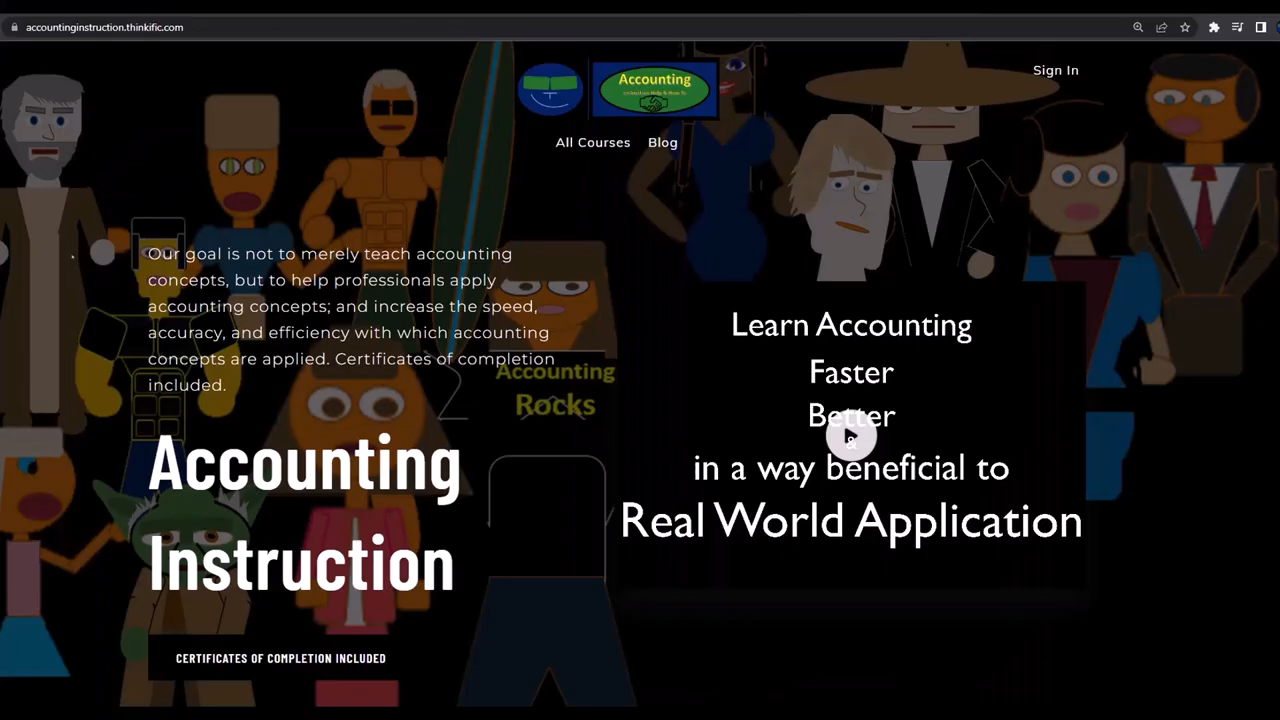 accountinginstruction.thinkific.com
Sign In
Accounting
All Courses
Blog
Our goal is not to merely teach accounting
concepts, but to help professionals apply
accounting concepts; and increase the speed,
accuracy, and efficiency with which accounting
concepts are applied. Certificates of completion
included.
Accounting
Rocks
Accounting
Instruction
CERTIFICATES OF COMPLETION INCLUDED
Learn Accounting
Faster
Better
&
in a way beneficial to
Real World Application